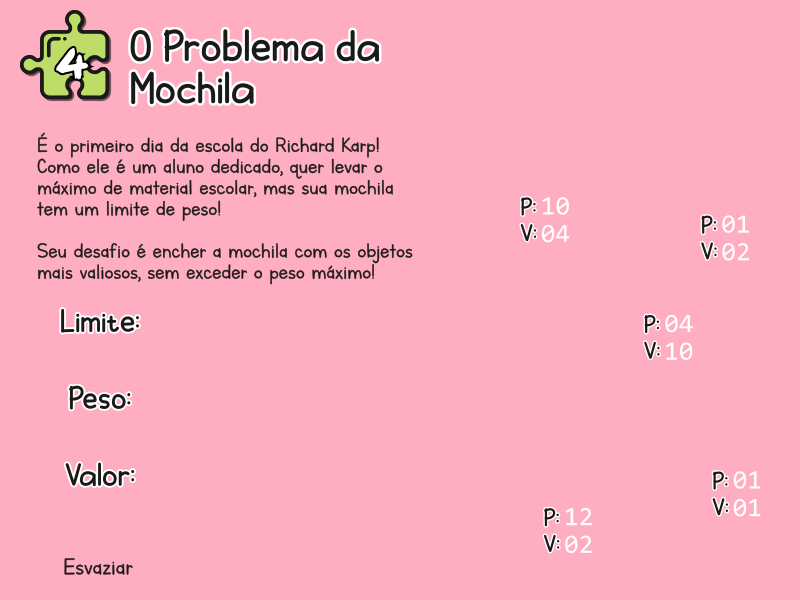 4
O Problema da
Mochila
É o primeiro dia da escola do Richard Karp!
Como ele é um aluno dedicado, quer levar o
máximo de material escolar, mas sua mochila
tem um limite de peso!
Seu desafio é encher a mochila com os objetos
mais valiosos, sem exceder o peso máximo!
Limite:
Peso:
Valor:
Esvaziar
P: 10
V: 04
P: 01
V: 02
P: 04
V: 10
P: 01
V: 01
P: 12
V: 02